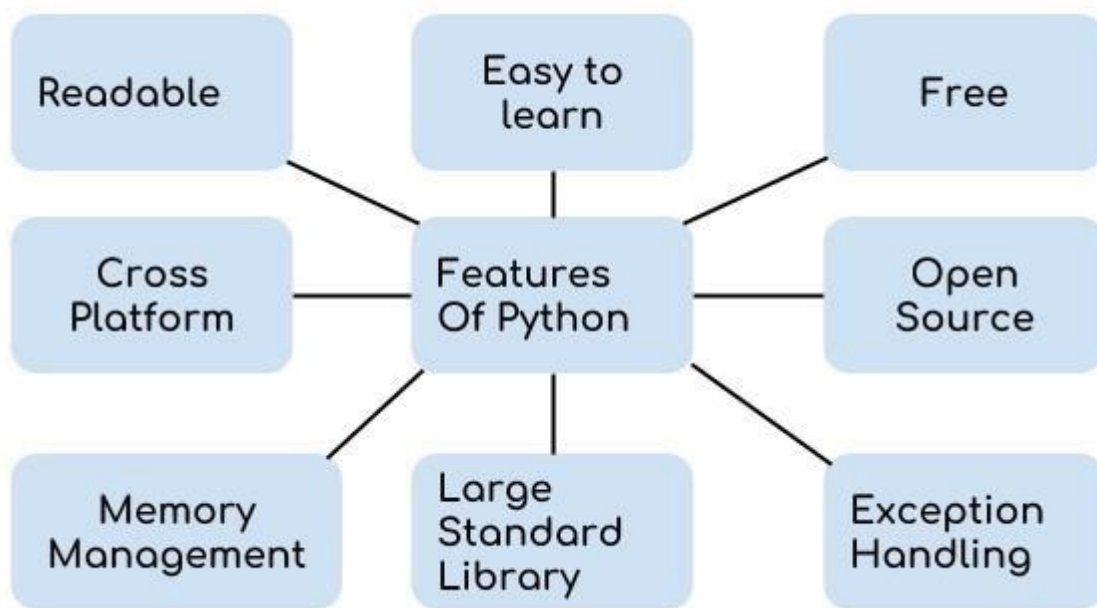 Readable
Easy to
learn
Free
Cross
Platform
Features
Of Python
Open
Source
Memory
Management
Large
Standard
Library
Exception
Handling